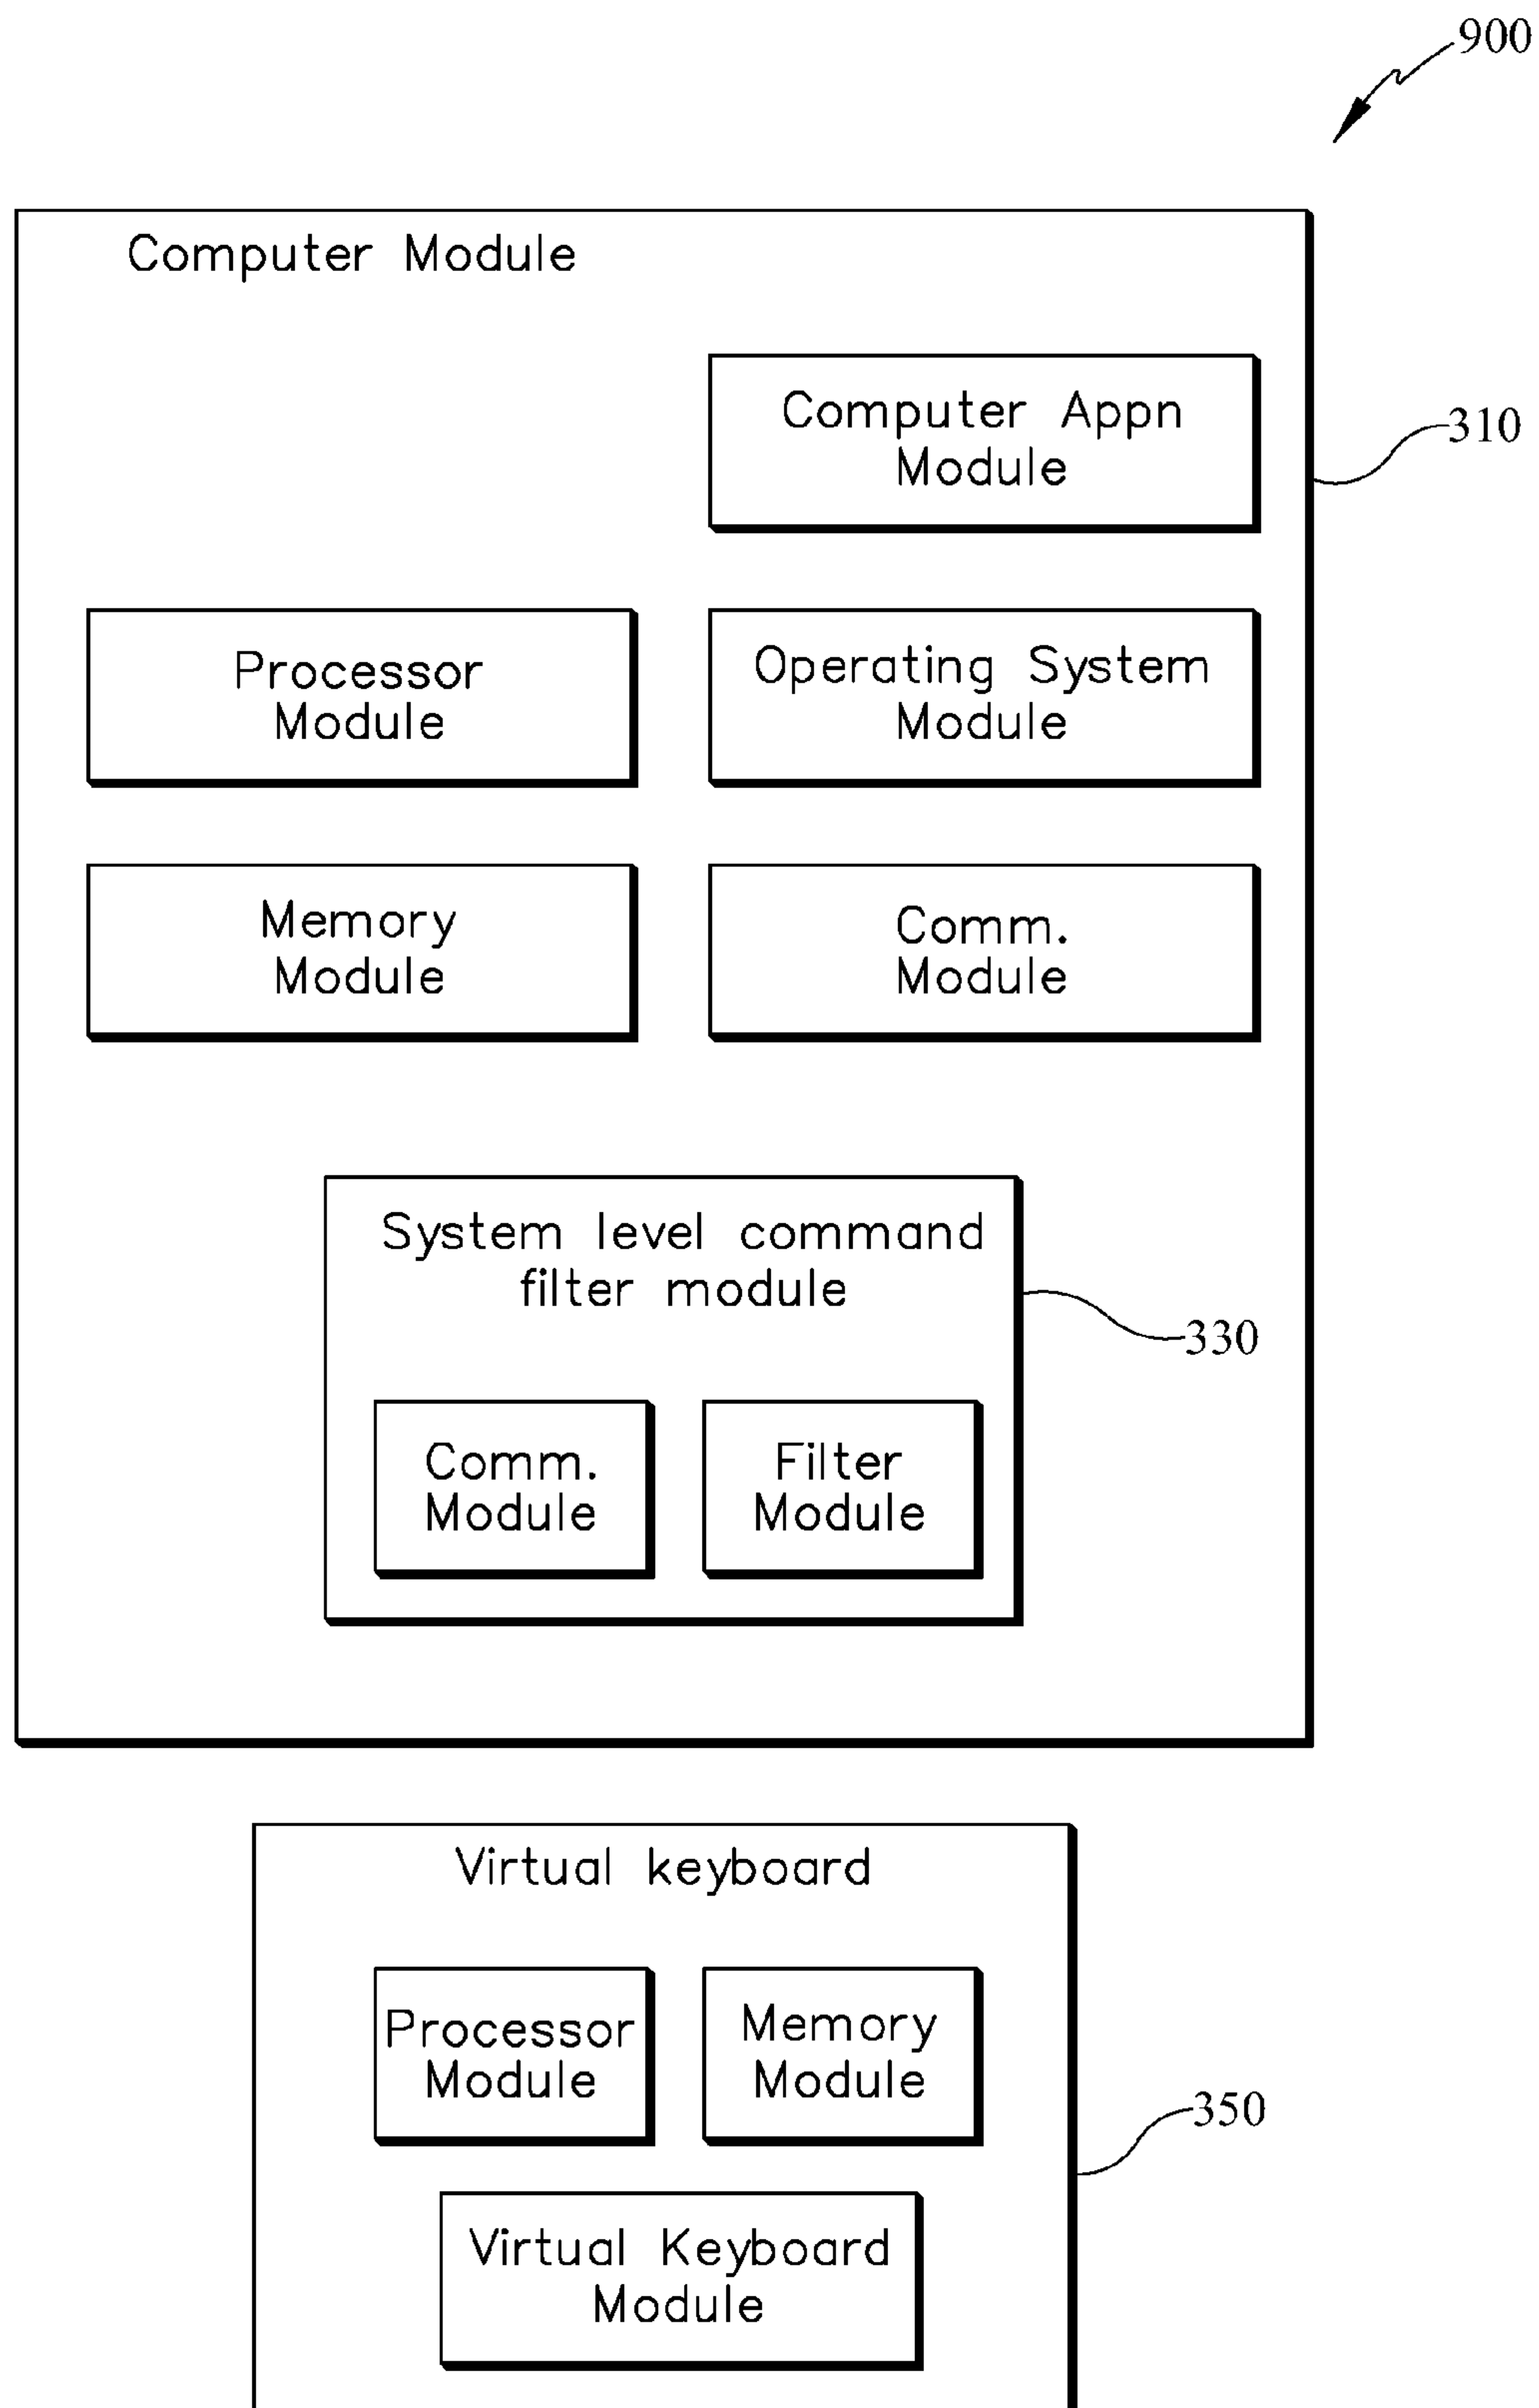 900
Computer Module
Computer Appn
Module
310
Processor
Module
Operating System
Module
Memory
Module
Comm.
Module
System level command
filter module
330
Comm.
Module
Filter
Module
Virtual keyboard
Processor
Module
Memory
Module
350
Virtual Keyboard
Module